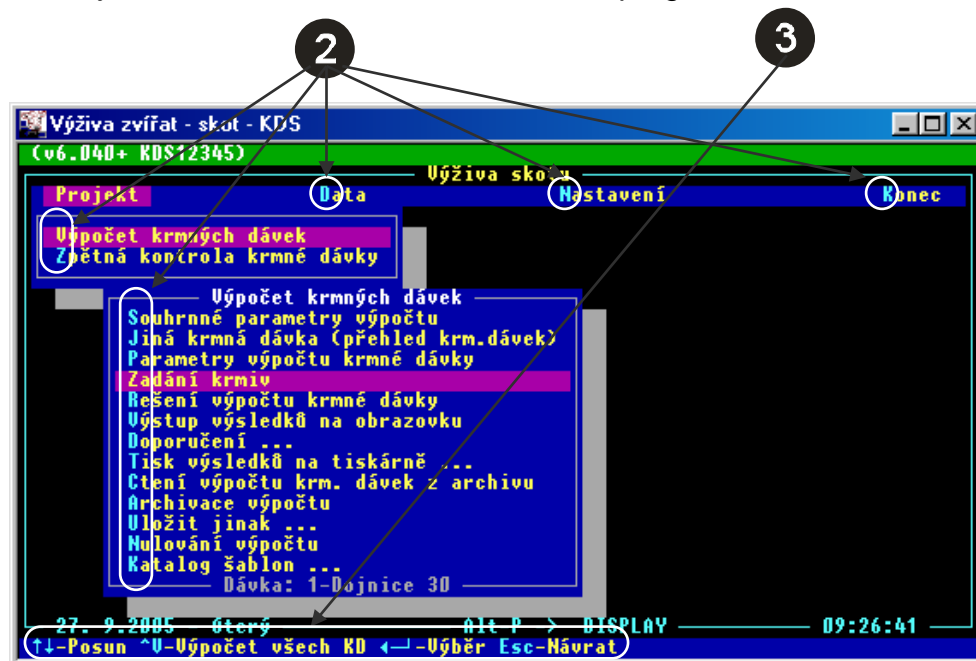 2
3
Výživa zvířat - skot - KDS
(v6.040+ KDS12345)
Výživa skotu
Projekt Data Nastavení Konec
Výpočet krmných dávek
Zpětná kontrola krmné dávky
Výpočet krmných dávek
Souhrnné parametry výpočtu
Jiná krmná dávka (přehled krm.dávek)
Parametry výpočtu krmné dávky
Zadání krmiv
Řešení výpočtu krmné dávky
Výstup výsledků na obrazovku
Doporučení ...
Tisk výsledků na tiskárně ...
Čtení výpočtu krm. dávek z archivu
Archivace výpočtu
Uložit jinak ...
Nulování výpočtu
Katalog šablon ...
Dávka: 1-Dojnice 30
27. 9.2005 úterý Alt P -> DISPLAY 09:26:41
↑↓-Posun ^V-Výpočet všech KD ←┘-Výběr Esc-Návrat